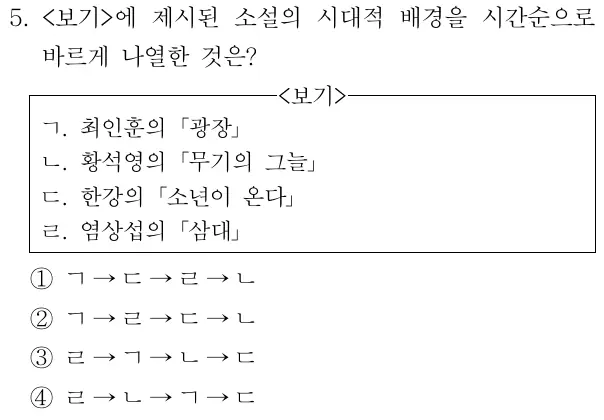 5. <보기>에 제시된 소설의 시대적 배경을 시간순으로
바르게 나열한 것은?
<보기>
ㄱ. 최인훈의 「광장」
ㄴ. 황석영의 「무기의 그늘」
ㄷ. 한강의 「소년이 온다」
ㄹ. 염상섭의 「삼대」
① ㄱ→ㄷ→ㄹ→ㄴ
② ㄱ→ㄹ→ㄷ→ㄴ
③ ㄹ→ㄱ→ㄴ→ㄷ
④ ㄹ→ㄴ→ㄱ→ㄷ